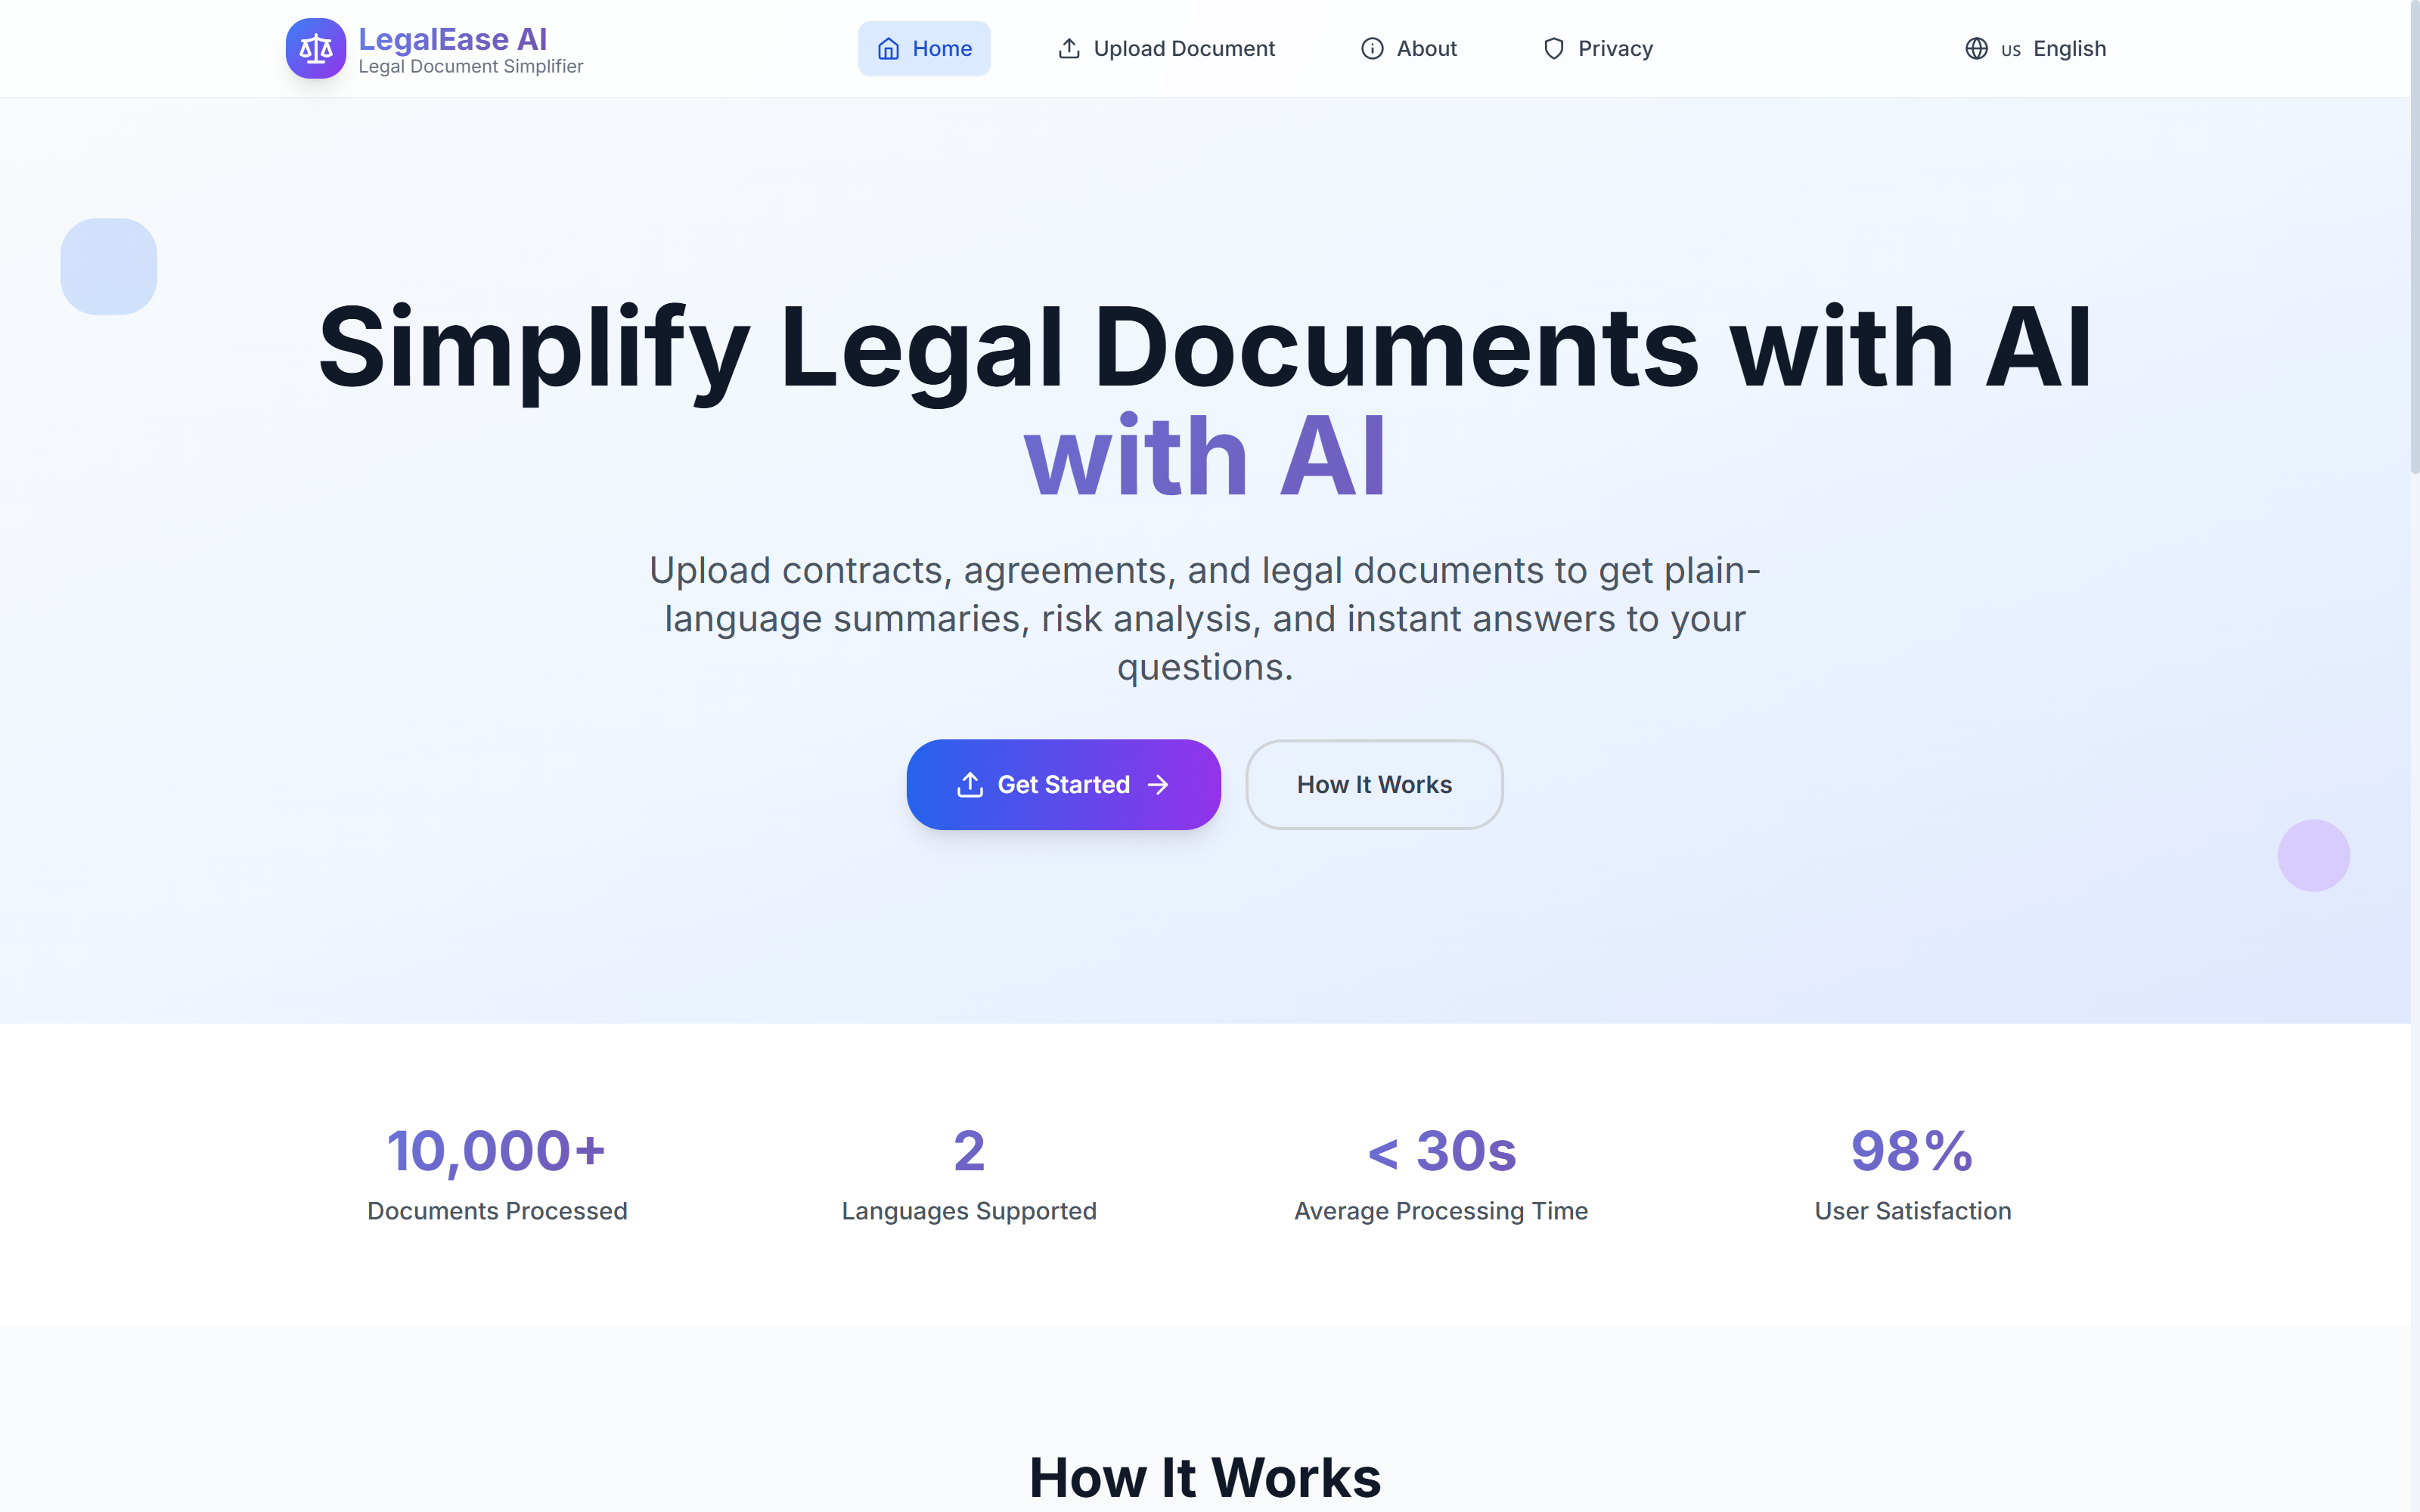 LegalEase AI
Legal Document Simplifier
Home
Upload Document
About
Privacy
US English
Simplify Legal Documents with AI
with AI
Upload contracts, agreements, and legal documents to get plain-
language summaries, risk analysis, and instant answers to your
questions.
Get Started
How It Works
10,000+
Documents Processed
2
Languages Supported
< 30s
Average Processing Time
98%
User Satisfaction
How It Works